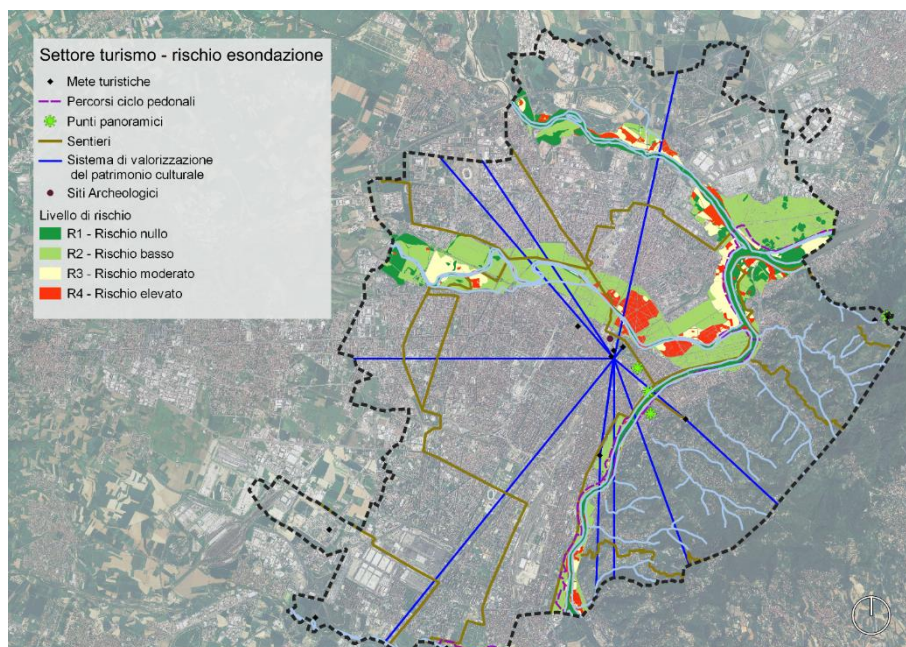 Settore turismo - rischio esondazione
Mete turistiche
Percorsi ciclo pedonali
Punti panoramici
Sentieri
Sistema di valorizzazione
del patrimonio culturale
Siti Archeologici
Livello di rischio
R1 - Rischio nullo
R2 - Rischio basso
R3 - Rischio moderato
R4 - Rischio elevato